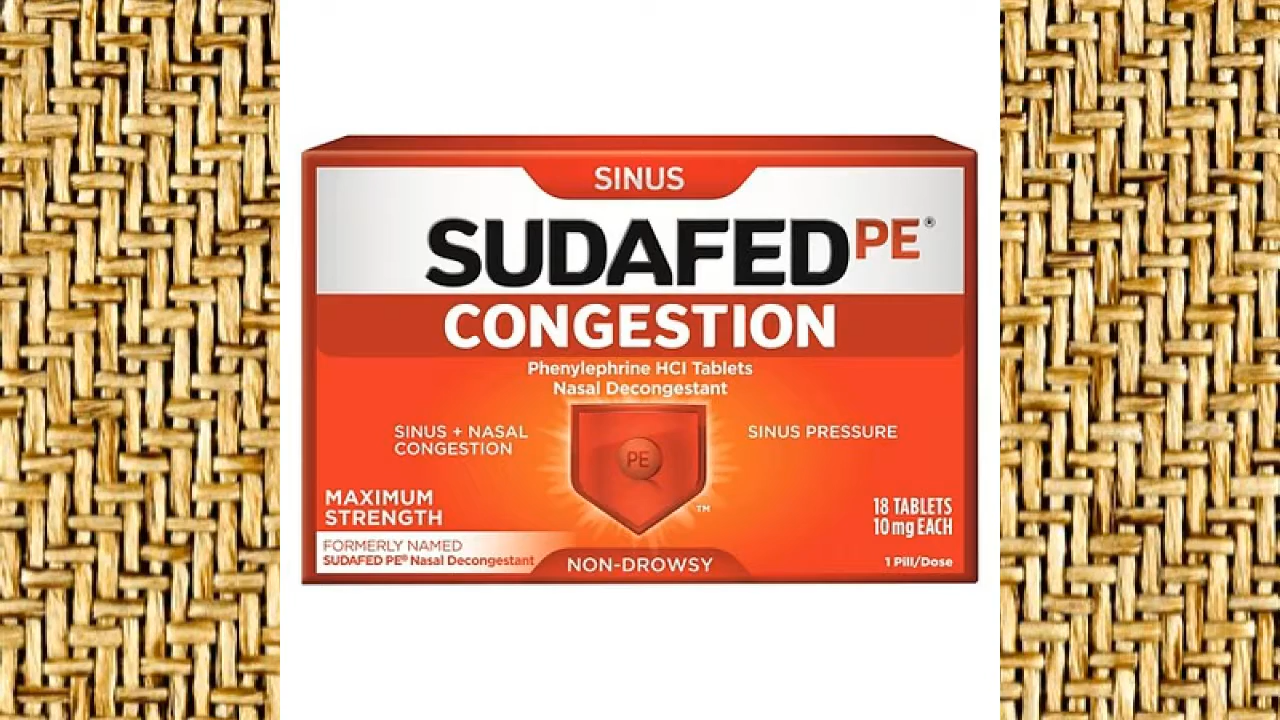 SINUS
SUDAFED PE®
CONGESTION
Phenylephrine HCl Tablets
Nasal Decongestant
SINUS + NASAL
CONGESTION
SINUS PRESSURE
PE
TM
MAXIMUM
STRENGTH
18 TABLETS
10 mg EACH
FORMERLY NAMED
SUDAFED PE® Nasal Decongestant
NON-DROWSY
1 Pill/Dose